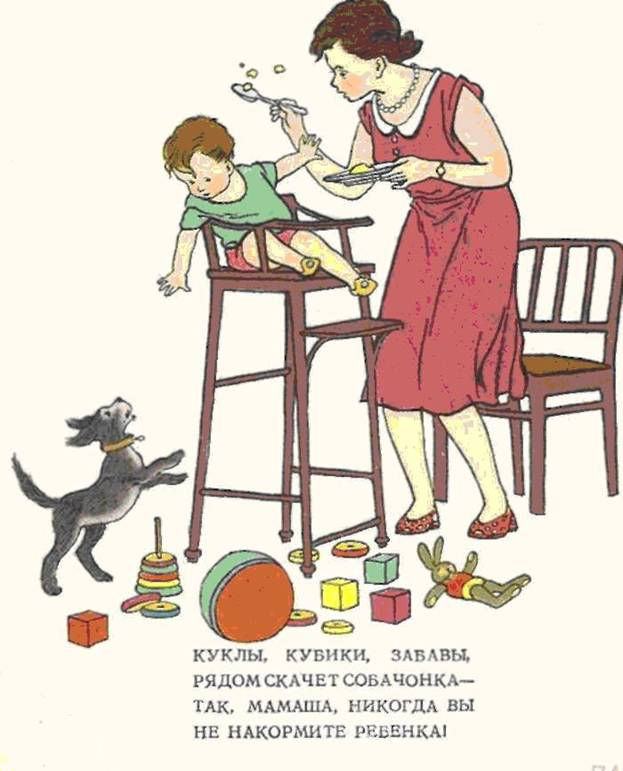 КУКЛЫ, КУБИКИ, ЗАБАВЫ,
РЯДОМ СКАЧЕТ СОБАЧОНКА—
ТАК, МАМАША, НИКОГДА ВЫ
НЕ НАКОРМИТЕ РЕБЕНКА!